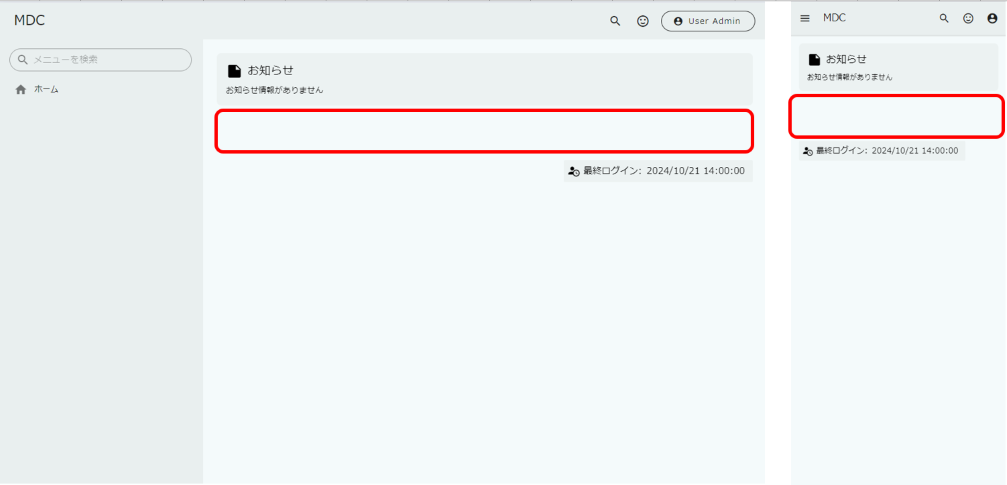 MDC
User Admin
メニューを検索
ホーム
お知らせ
お知らせ情報がありません
最終ログイン: 2024/10/21 14:00:00
MDC
お知らせ
お知らせ情報がありません
最終ログイン: 2024/10/21 14:00:00